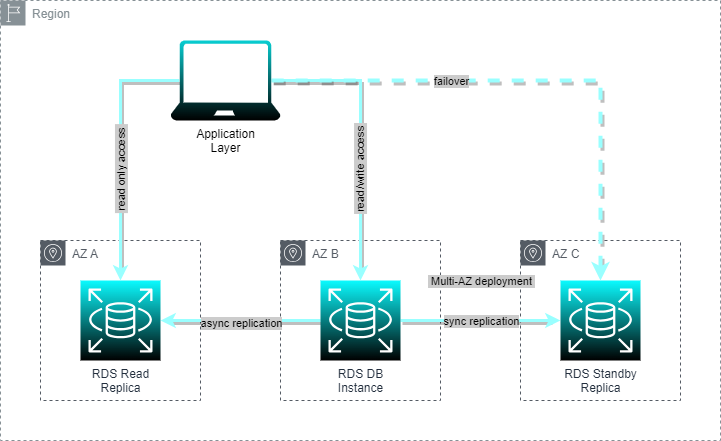 Region
failover
Application
Layer
read only access
read/write access
AZ A
AZ B
AZ C
Multi-AZ deployment
async replication
sync replication
RDS Read
Replica
RDS DB
Instance
RDS Standby
Replica